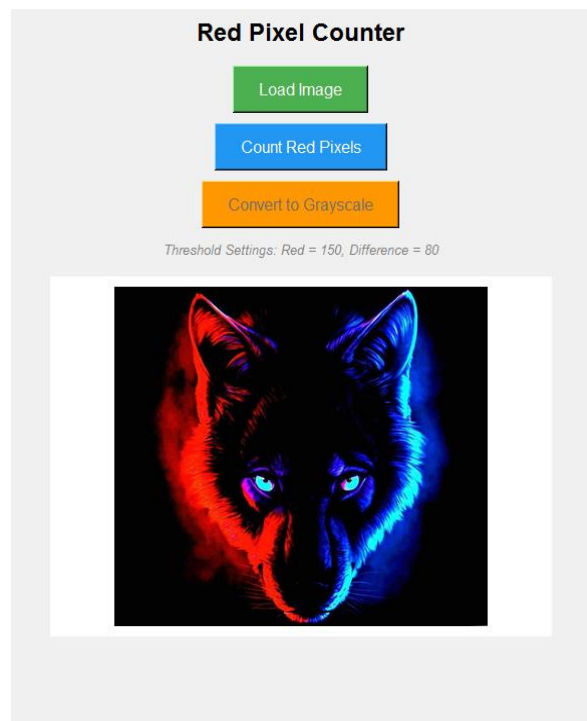 Red Pixel Counter
Load Image
Count Red Pixels
Convert to Grayscale
Threshold Settings: Red = 150, Difference = 80